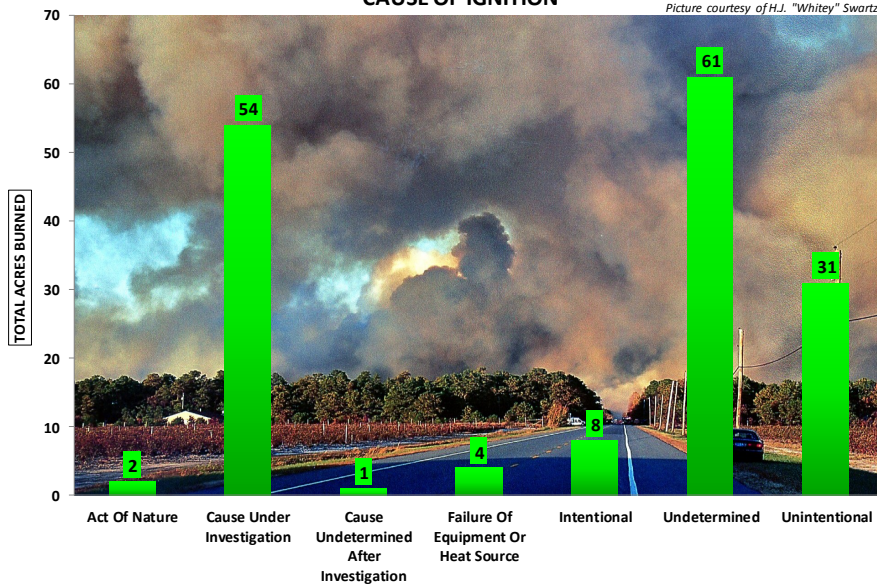 CAUSE OF IGNITION
Picture courtesy of H.J. "Whitey" Swartz
TOTAL ACRES BURNED
70
60
50
40
30
20
10
0
2
54
1
4
8
61
31
Act Of Nature
Cause Under
Investigation
Cause
Undetermined
After
Investigation
Failure Of
Equipment Or
Heat Source
Intentional
Undetermined
Unintentional